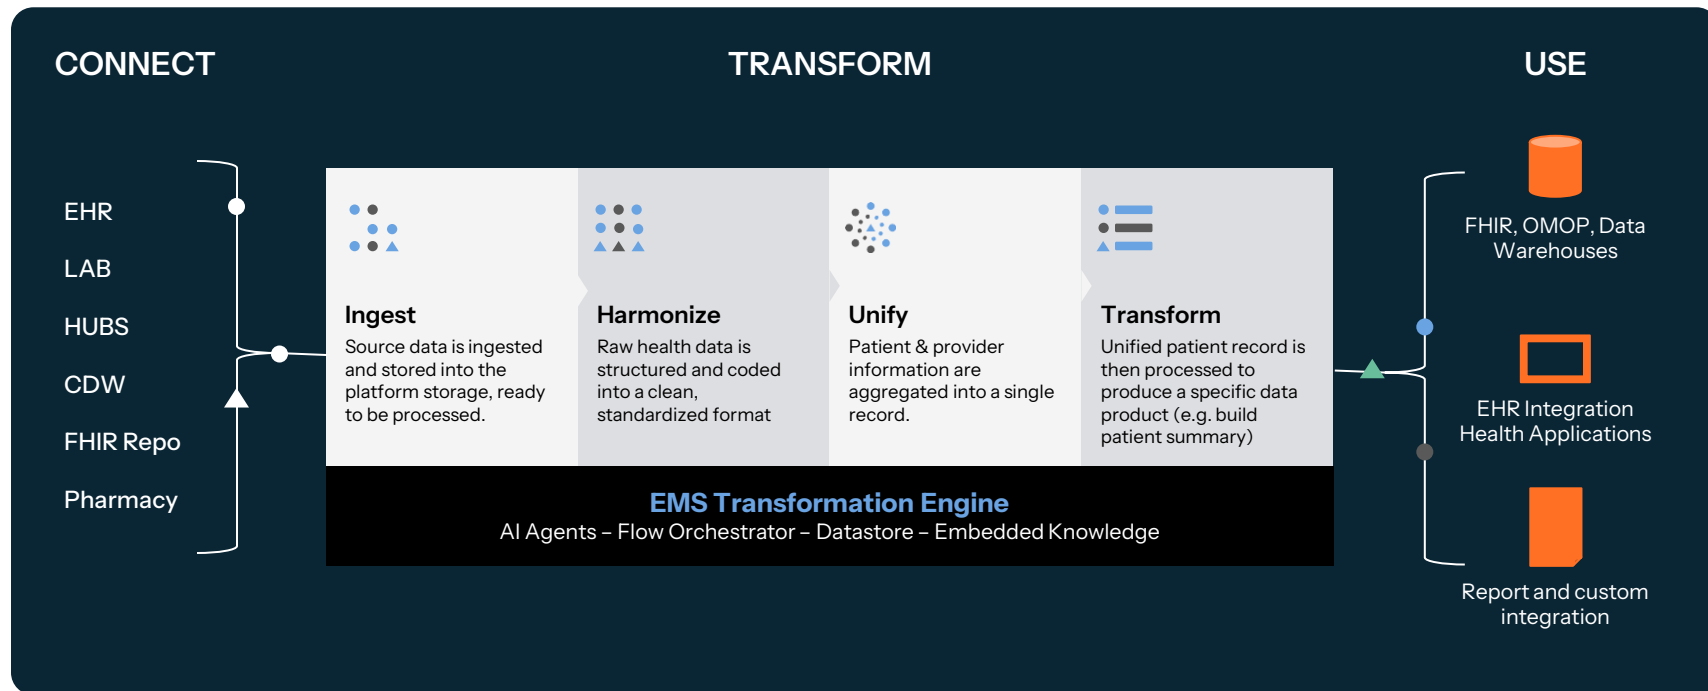 CONNECT
TRANSFORM
USE
EHR
LAB
HUBS
CDW
FHIR Repo
Pharmacy
Ingest
Source data is ingested
and stored into the
platform storage, ready
to be processed.
Harmonize
Raw health data is
structured and coded
into a clean,
standardized format
Unify
Patient & provider
information are
aggregated into a single
record.
Transform
Unified patient record is
then processed to
produce a specific data
product (e.g. build
patient summary)
EMS Transformation Engine
AI Agents – Flow Orchestrator – Datastore – Embedded Knowledge
FHIR, OMOP, Data
Warehouses
EHR Integration
Health Applications
Report and custom
integration